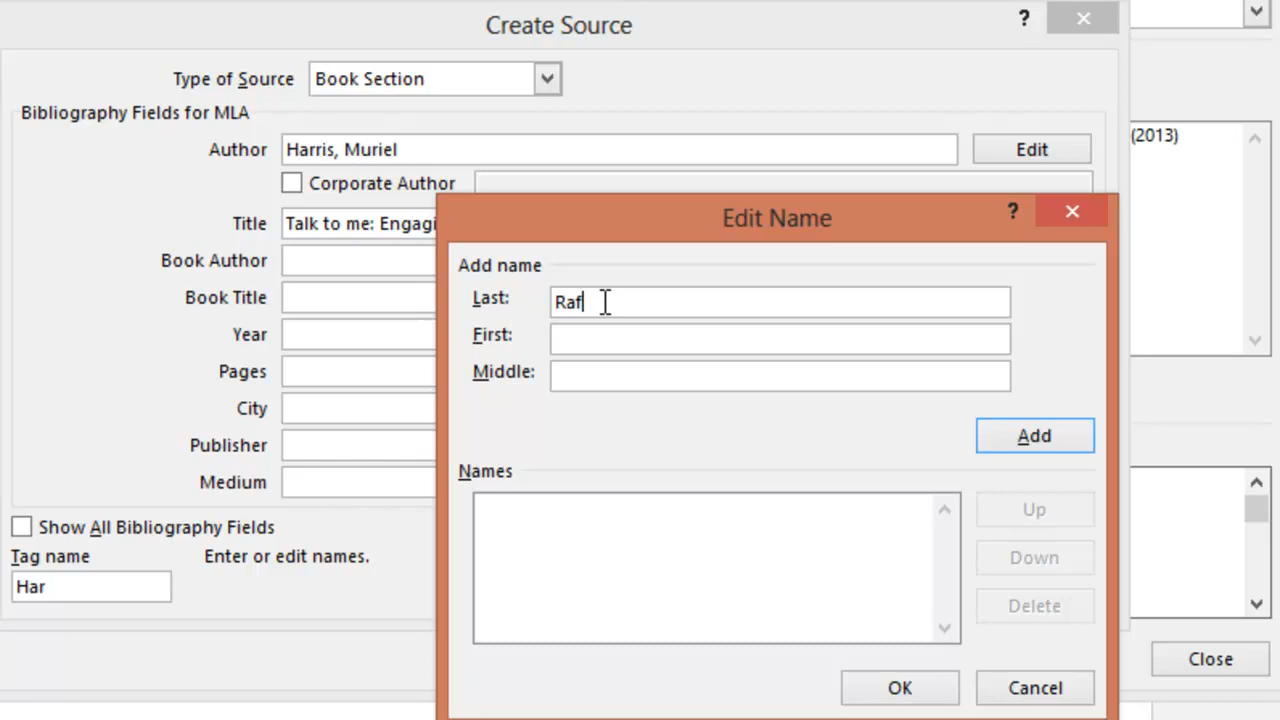 Create Source
?
Type of Source Book Section
Bibliography Fields for MLA
Author Harris, Muriel Edit
(2013)
Corporate Author
Title Talk to me: Engagi
Book Author
Book Title
Year
Pages
City
Publisher
Medium
Show All Bibliography Fields
Tag name Enter or edit names.
Har
Edit Name
?
Add name
Last: Raf
First:
Middle:
Add
Names
Up
Down
Delete
OK Cancel
Close